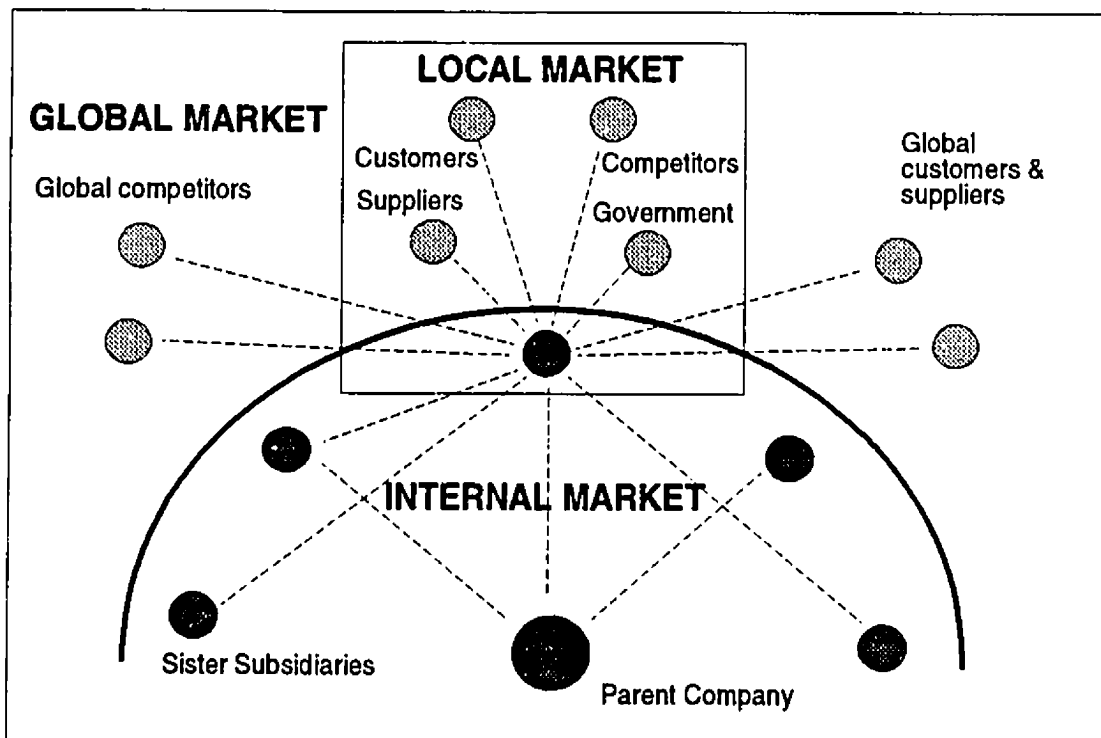 LOCAL MARKET
GLOBAL MARKET
Customers
Competitors
Global
customers &
suppliers
Global competitors
Suppliers
Government
INTERNAL MARKET
Sister Subsidiaries
Parent Company